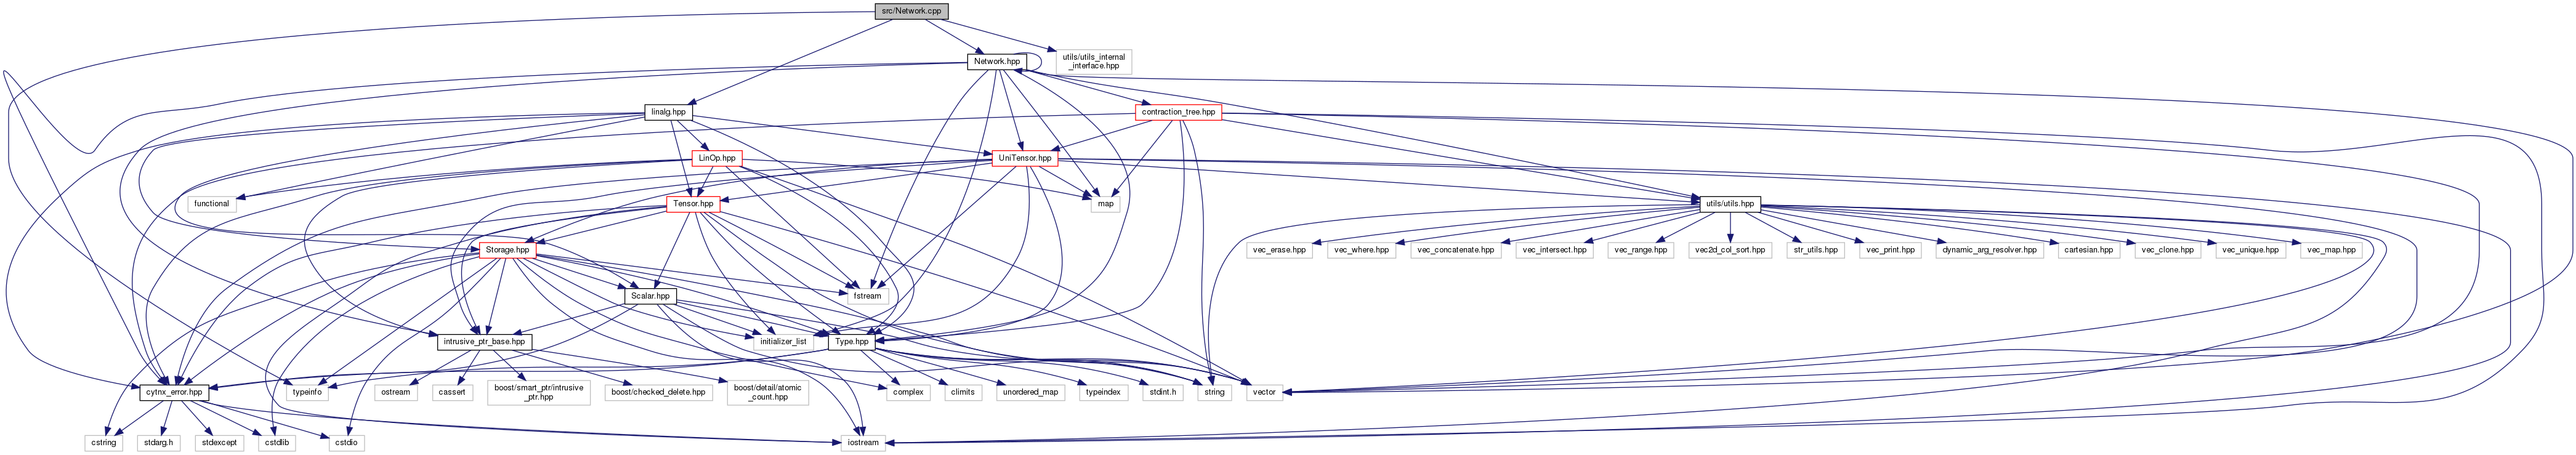 src/Network.cpp
Network.hpp
utils/utils_internal
_interface.hpp
linalg.hpp
contraction_tree.hpp
LinOp.hpp
UniTensor.hpp
functional
Tensor.hpp
map
utils/utils.hpp
Storage.hpp
vec_erase.hpp
vec_where.hpp
vec_concatenate.hpp
vec_intersect.hpp
vec_range.hpp
vec2d_col_sort.hpp
str_utils.hpp
vec_print.hpp
dynamic_arg_resolver.hpp
cartesian.hpp
vec_clone.hpp
vec_unique.hpp
vec_map.hpp
Scalar.hpp
fstream
intrusive_ptr_base.hpp
initializer_list
Type.hpp
cytnx_error.hpp
typeinfo
ostream
cassert
boost/smart_ptr/intrusive
_ptr.hpp
boost/checked_delete.hpp
boost/detail/atomic
_count.hpp
complex
climits
unordered_map
typeindex
stdint.h
string
vector
cstring
stdarg.h
stdexcept
cstdlib
cstdio
iostream